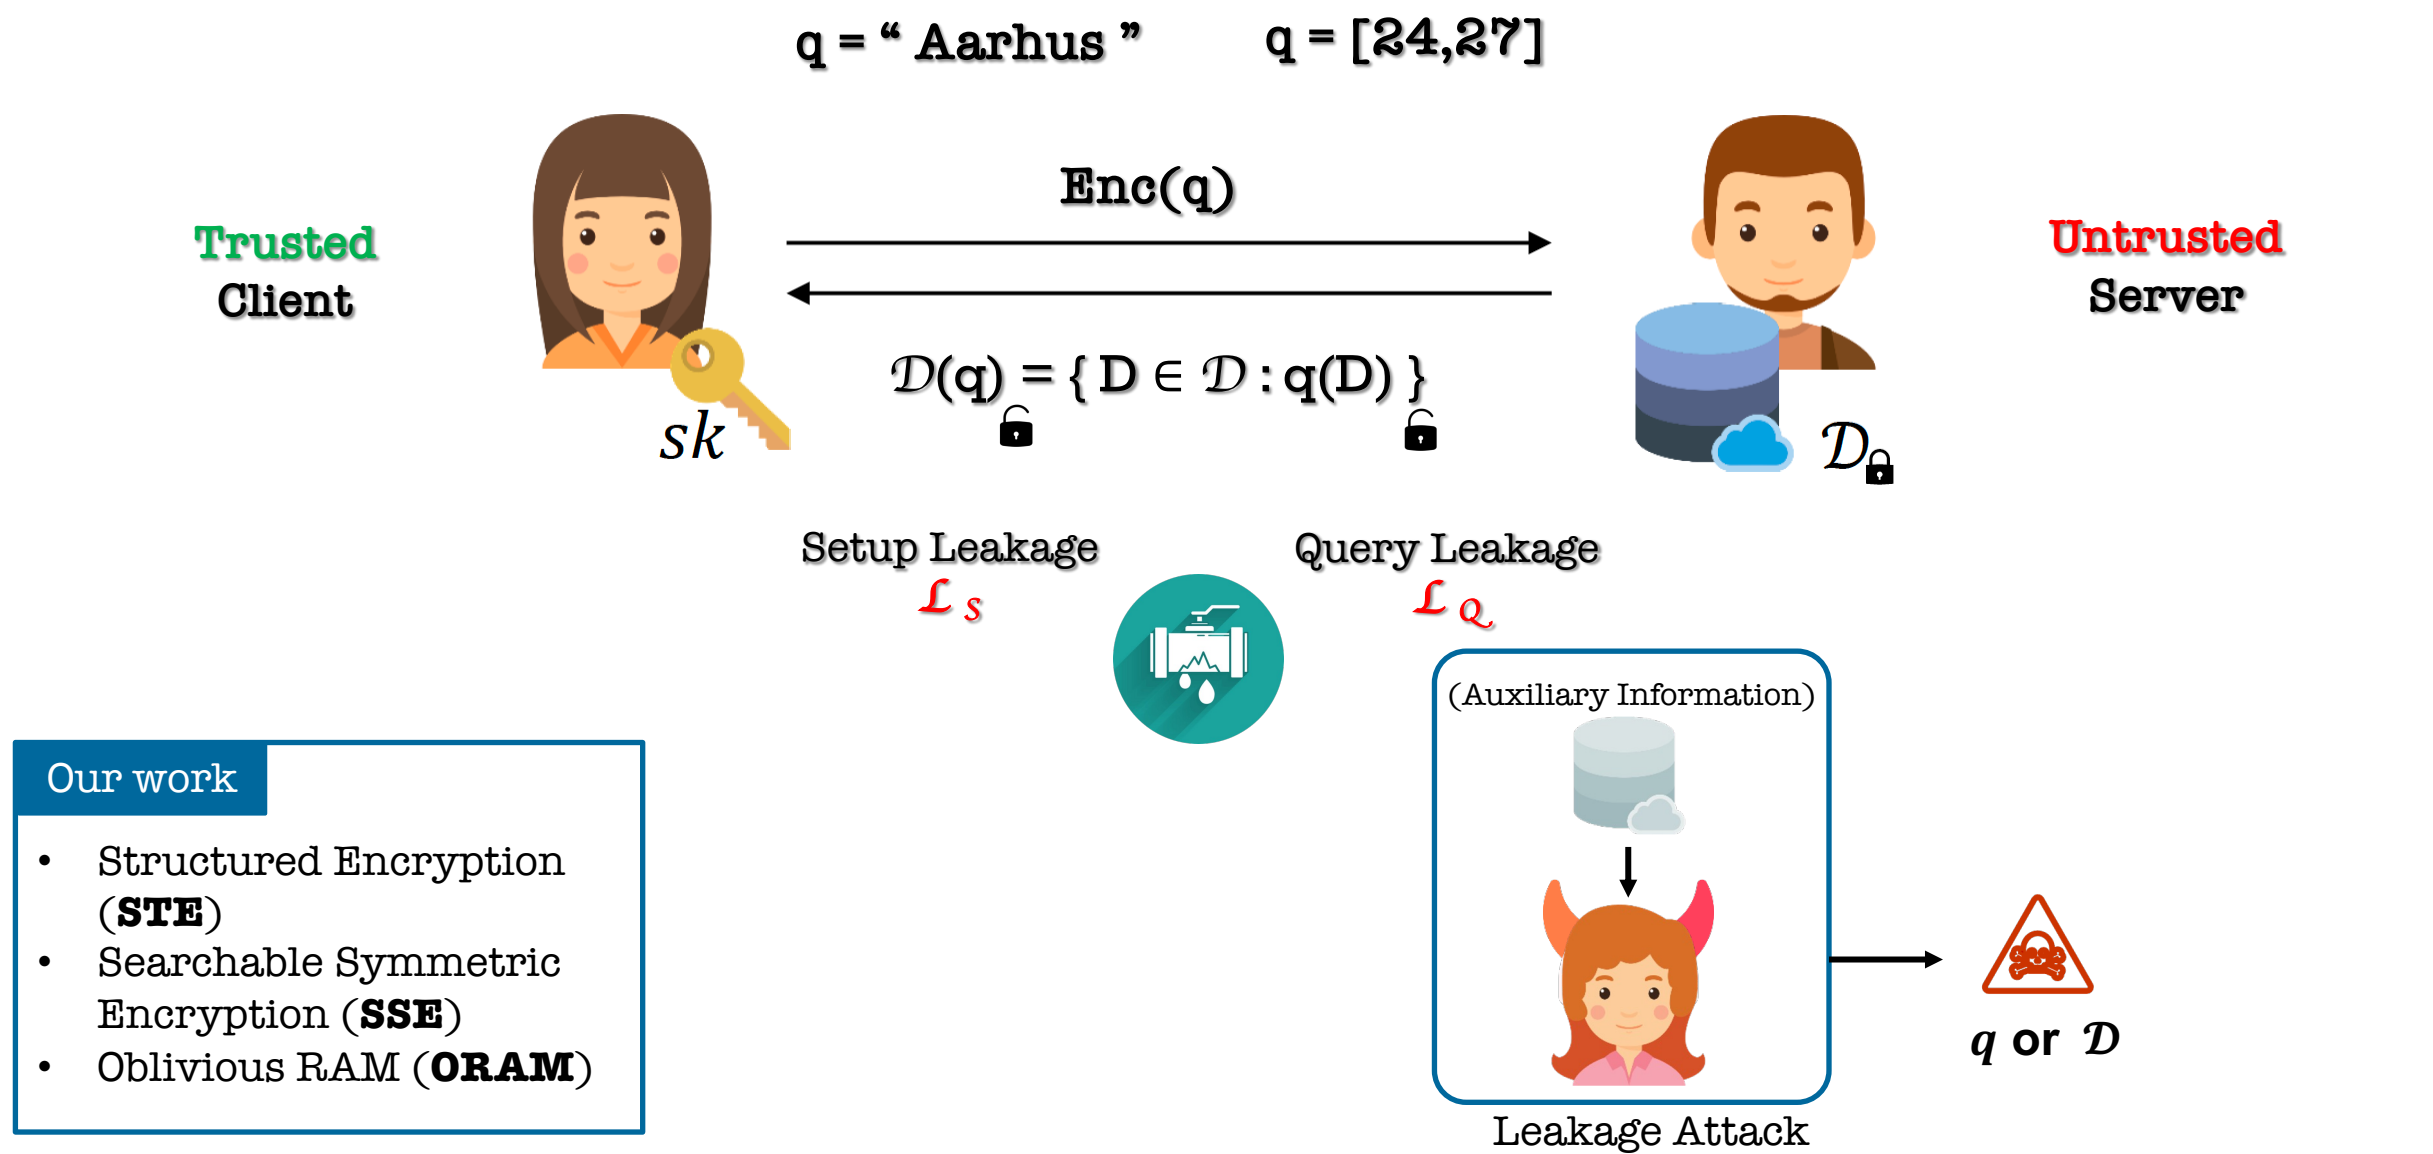 q = “ Aarhus ”
q = [24,27]
Enc(q)
Trusted
Client
Untrusted
Server
𝒟(q) = { D ∈ 𝒟 : q(D) }
sk
𝒟
Setup Leakage
ℒ S
Query Leakage
ℒ Q
(Auxiliary Information)
Our work
• Structured Encryption
(STE)
• Searchable Symmetric
Encryption (SSE)
• Oblivious RAM (ORAM)
q or 𝒟
Leakage Attack